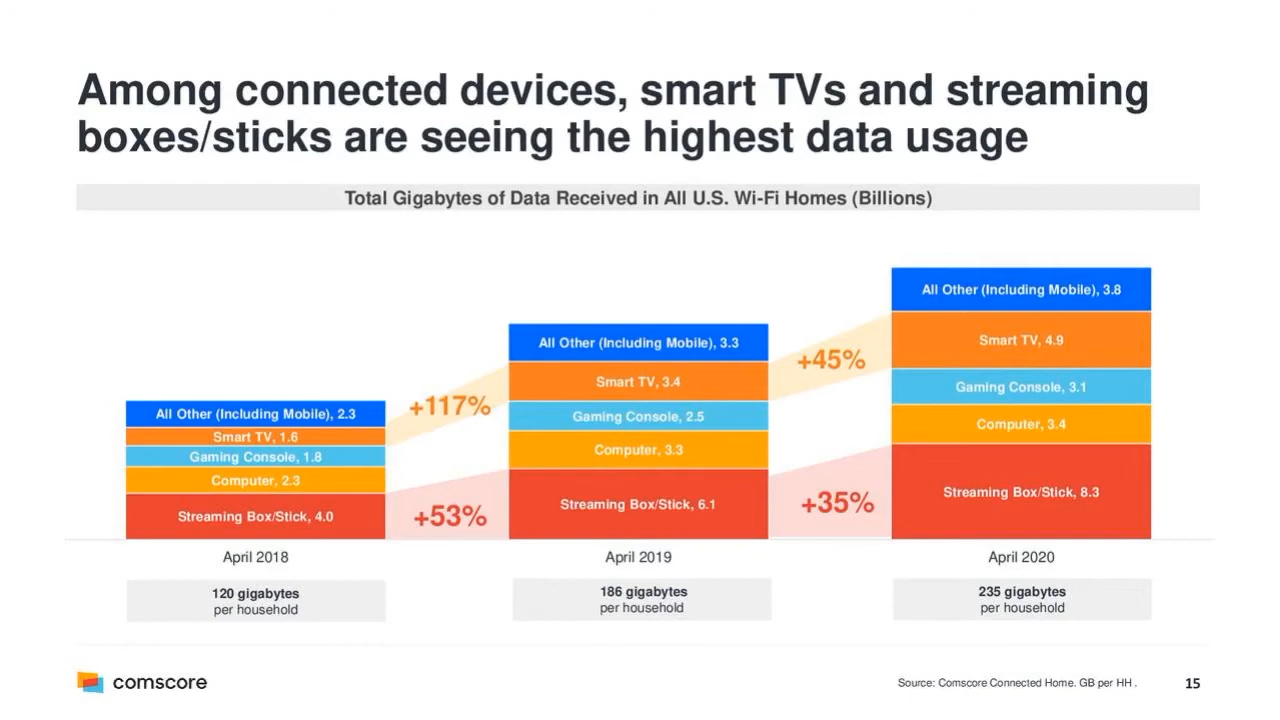 Among connected devices, smart TVs and streaming
boxes/sticks are seeing the highest data usage
Total Gigabytes of Data Received in All U.S. Wi-Fi Homes (Billions)
All Other (Including Mobile), 2.3
Smart TV, 1.6
Gaming Console, 1.8
Computer, 2.3
Streaming Box/Stick, 4.0
+117%
+53%
All Other (Including Mobile), 3.3
Smart TV, 3.4
Gaming Console, 2.5
Computer, 3.3
Streaming Box/Stick, 6.1
+45%
+35%
All Other (Including Mobile), 3.8
Smart TV, 4.9
Gaming Console, 3.1
Computer, 3.4
Streaming Box/Stick, 8.3
April 2018
April 2019
April 2020
120 gigabytes
per household
186 gigabytes
per household
235 gigabytes
per household
comscore
Source: Comscore Connected Home. GB per HH .
15